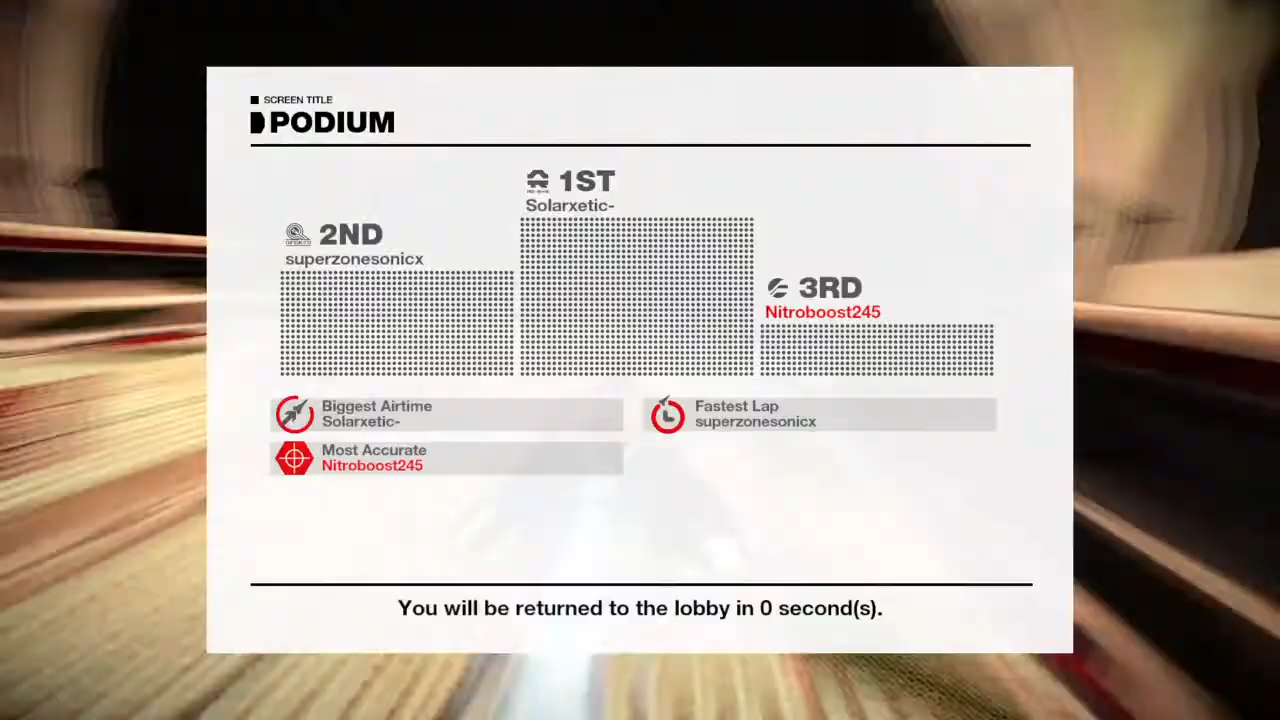 SCREEN TITLE
PODIUM
1ST
Solarxetic-
2ND
superzonesonicx
3RD
Nitroboost245
Biggest Airtime
Solarxetic-
Fastest Lap
superzonesonicx
Most Accurate
Nitroboost245
You will be returned to the lobby in 0 second(s).